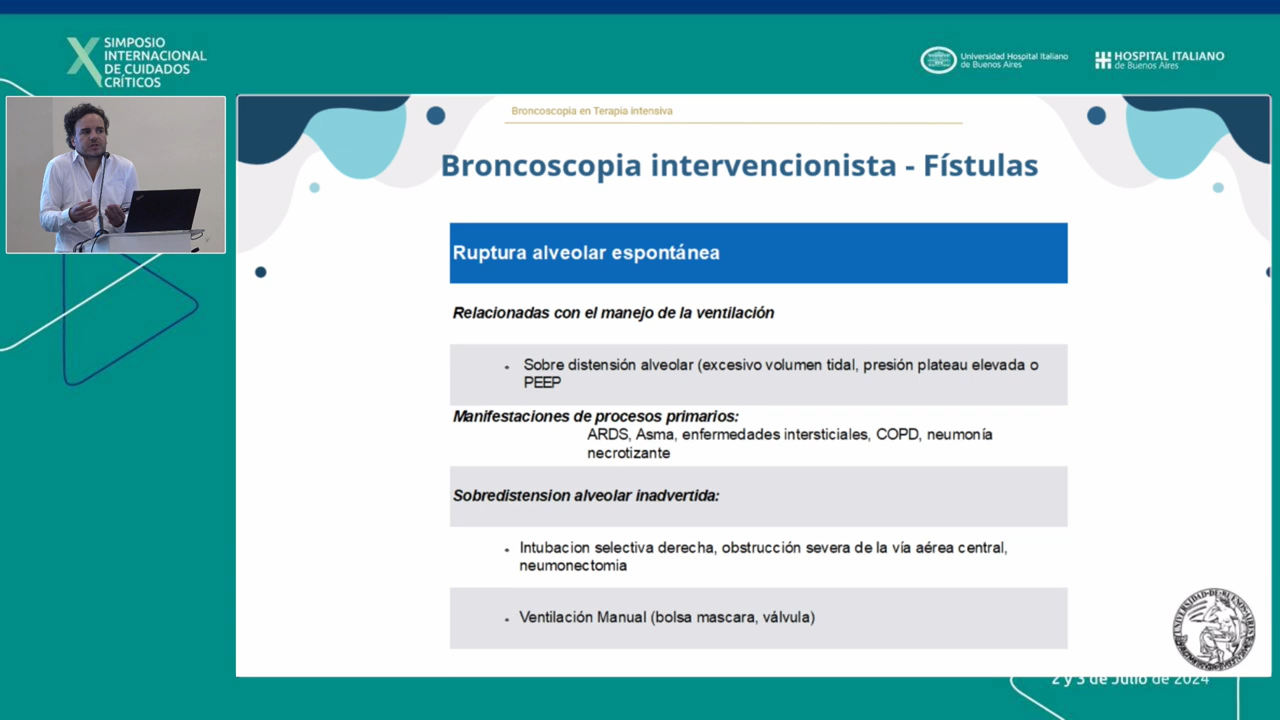 SIMPOSIO
INTERNACIONAL
DE CUIDADOS
CRÍTICOS
Universidad Hospital Italiano
de Buenos Aires
HOSPITAL ITALIANO
de Buenos Aires
Broncoscopia en Terapia intensiva
Broncoscopia intervencionista - Fístulas
Ruptura alveolar espontánea
Relacionadas con el manejo de la ventilación
• Sobre distensión alveolar (excesivo volumen tidal, presión plateau elevada o
PEEP
Manifestaciones de procesos primarios:
ARDS, Asma, enfermedades intersticiales, COPD, neumonía
necrotizante
Sobredistension alveolar inadvertida:
• Intubacion selectiva derecha, obstrucción severa de la vía aérea central,
neumonectomia
• Ventilación Manual (bolsa mascara, válvula)
2 y 3 de Julio de 2024